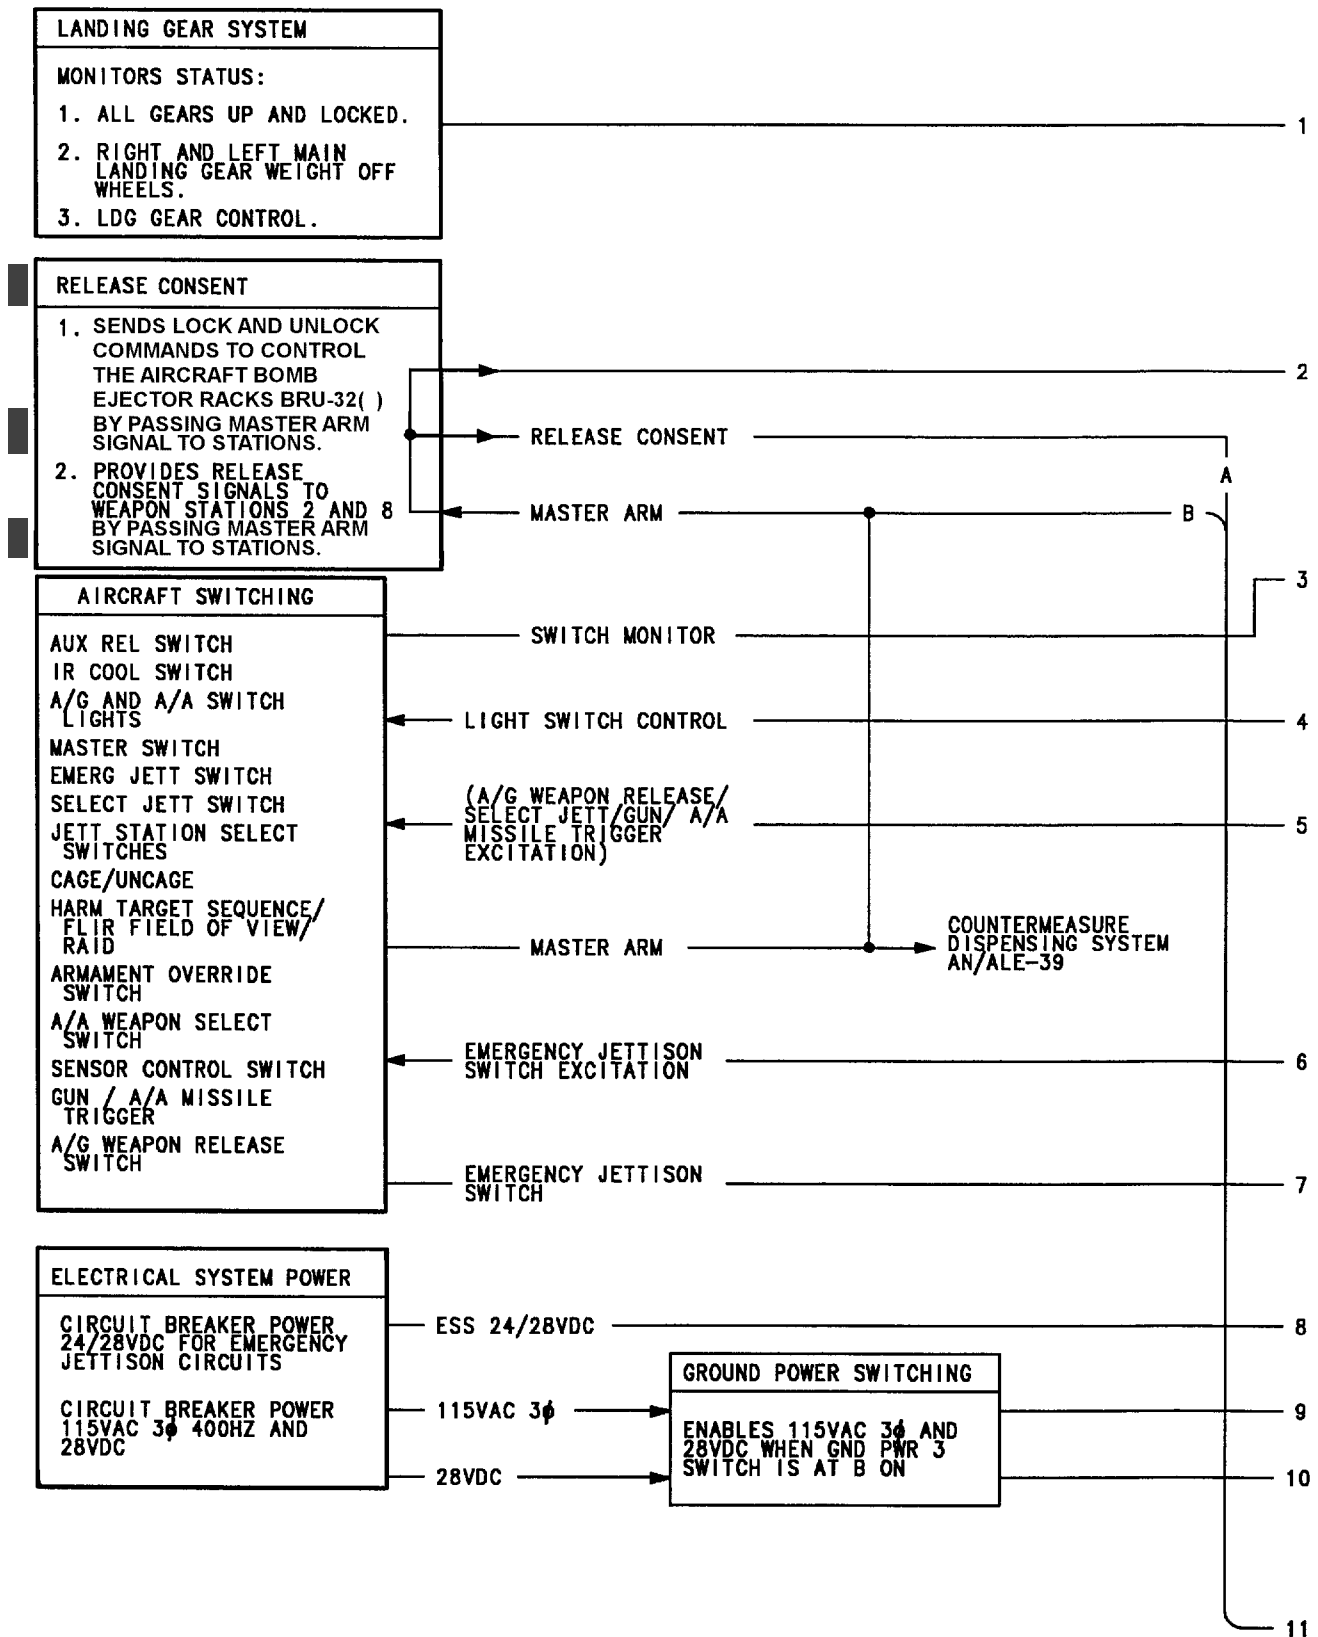 LANDING GEAR SYSTEM
MONITORS STATUS:
1. ALL GEARS UP AND LOCKED.
2. RIGHT AND LEFT MAIN
LANDING GEAR WEIGHT OFF
WHEELS.
3. LDG GEAR CONTROL.
1
RELEASE CONSENT
1. SENDS LOCK AND UNLOCK
COMMANDS TO CONTROL
THE AIRCRAFT BOMB
EJECTOR RACKS BRU-32( )
BY PASSING MASTER ARM
SIGNAL TO STATIONS.
2. PROVIDES RELEASE
CONSENT SIGNALS TO
WEAPON STATIONS 2 AND 8
BY PASSING MASTER ARM
SIGNAL TO STATIONS.
2
RELEASE CONSENT
A
MASTER ARM
B
AIRCRAFT SWITCHING
AUX REL SWITCH
IR COOL SWITCH
A/G AND A/A SWITCH
LIGHTS
MASTER SWITCH
EMERG JETT SWITCH
SELECT JETT SWITCH
JETT STATION SELECT
SWITCHES
CAGE/UNCAGE
HARM TARGET SEQUENCE/
FLIR FIELD OF VIEW/
RAID
ARMAMENT OVERRIDE
SWITCH
A/A WEAPON SELECT
SWITCH
SENSOR CONTROL SWITCH
GUN / A/A MISSILE
TRIGGER
A/G WEAPON RELEASE
SWITCH
3
SWITCH MONITOR
LIGHT SWITCH CONTROL
4
(A/G WEAPON RELEASE/
SELECT JETT/GUN/ A/A
MISSILE TRIGGER
EXCITATION)
5
MASTER ARM
COUNTERMEASURE
DISPENSING SYSTEM
AN/ALE-39
EMERGENCY JETTISON
SWITCH EXCITATION
6
EMERGENCY JETTISON
SWITCH
7
ELECTRICAL SYSTEM POWER
CIRCUIT BREAKER POWER
24/28VDC FOR EMERGENCY
JETTISON CIRCUITS
CIRCUIT BREAKER POWER
115VAC 3ϕ 400HZ AND
28VDC
ESS 24/28VDC
8
115VAC 3ϕ
28VDC
GROUND POWER SWITCHING
ENABLES 115VAC 3ϕ AND
28VDC WHEN GND PWR 3
SWITCH IS AT B ON
9
10
11